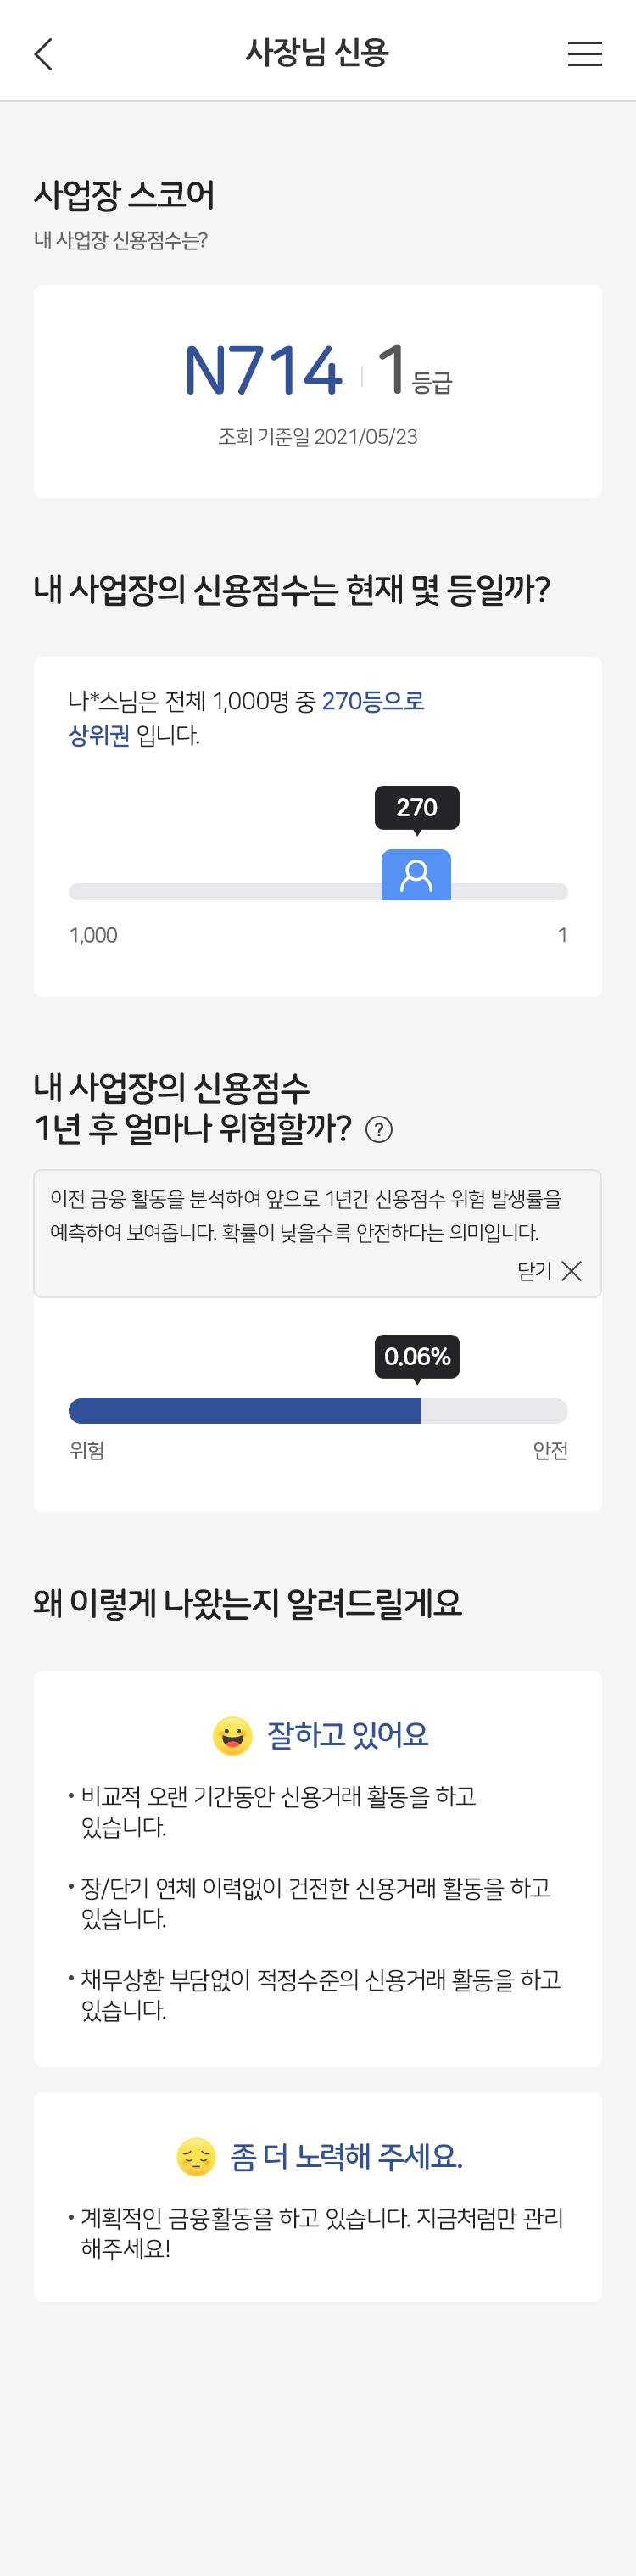 사장님 신용
사업장 스코어
내 사업장 신용점수는?
N714 1등급
조회 기준일 2021/05/23
내 사업장의 신용점수는 현재 몇 등일까?
나*스님은 전체 1,000명 중 270등으로
상위권 입니다.
270
1,000 1
내 사업장의 신용점수
1년 후 얼마나 위험할까? ?
이전 금융 활동을 분석하여 앞으로 1년간 신용점수 위험 발생률을
예측하여 보여줍니다. 확률이 낮을수록 안전하다는 의미입니다.
닫기
0.06%
위험 안전
왜 이렇게 나왔는지 알려드릴게요
잘하고 있어요
• 비교적 오랜 기간동안 신용거래 활동을 하고
있습니다.
• 장/단기 연체 이력없이 건전한 신용거래 활동을 하고
있습니다.
• 채무상환 부담없이 적정수준의 신용거래 활동을 하고
있습니다.
좀 더 노력해 주세요.
• 계획적인 금융활동을 하고 있습니다. 지금처럼만 관리
해주세요!